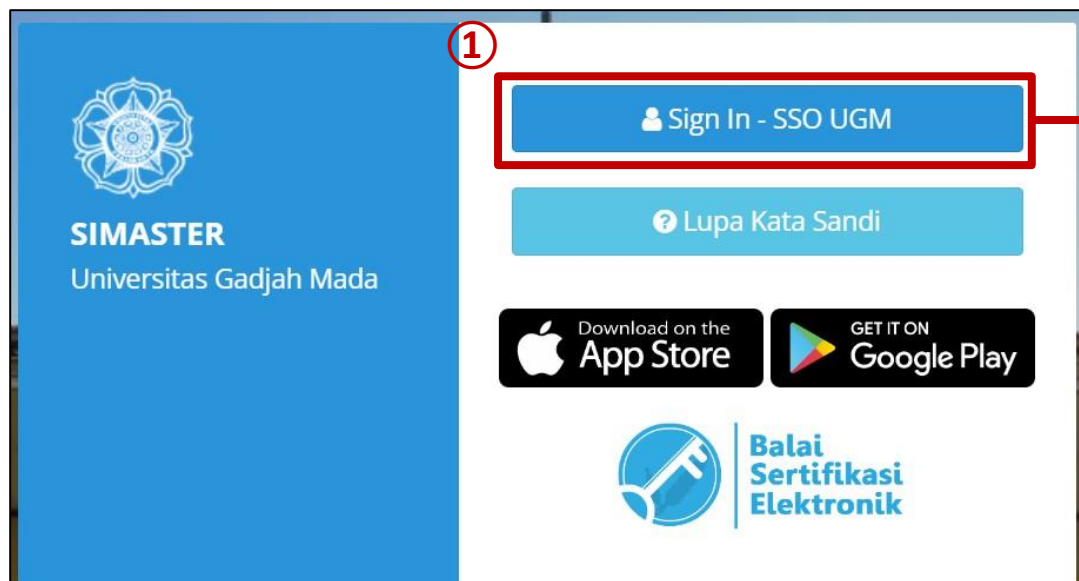 SIMASTER
Universitas Gadjah Mada
①
Sign In - SSO UGM
Lupa Kata Sandi
Download on the
App Store
GET IT ON
Google Play
Balai
Sertifikasi
Elektronik